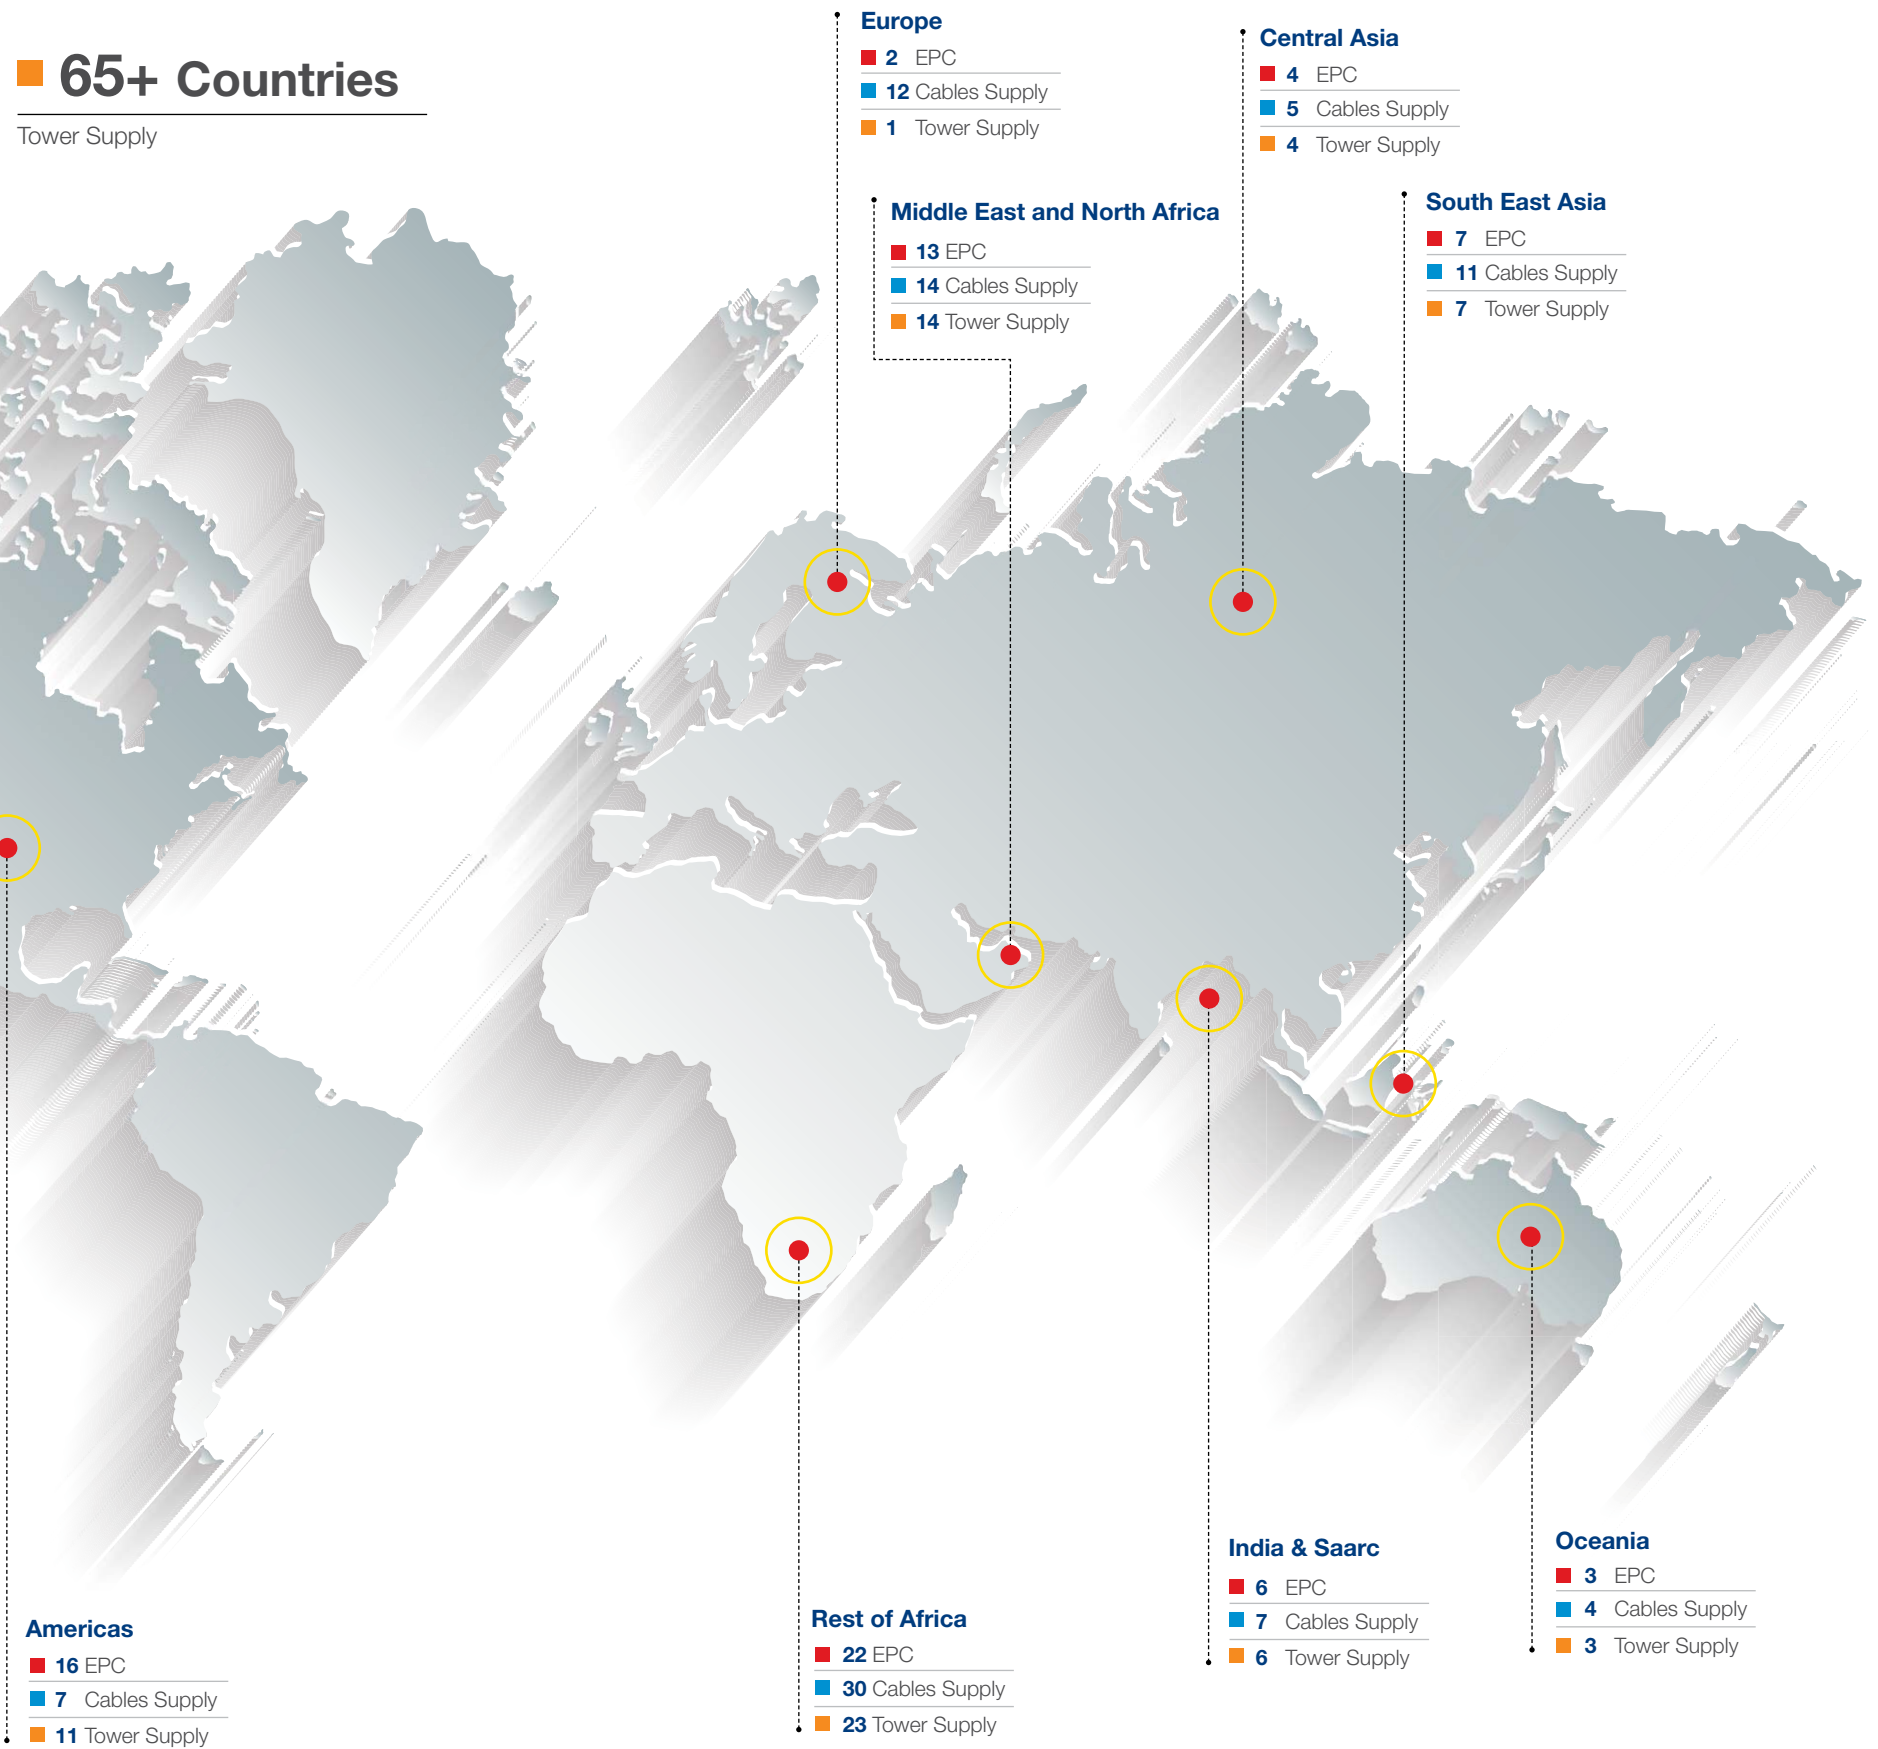 65+ Countries
Tower Supply
Europe
2 EPC
12 Cables Supply
1 Tower Supply
Central Asia
4 EPC
5 Cables Supply
4 Tower Supply
Middle East and North Africa
13 EPC
14 Cables Supply
14 Tower Supply
South East Asia
7 EPC
11 Cables Supply
7 Tower Supply
Americas
16 EPC
7 Cables Supply
11 Tower Supply
Rest of Africa
22 EPC
30 Cables Supply
23 Tower Supply
India & Saarc
6 EPC
7 Cables Supply
6 Tower Supply
Oceania
3 EPC
4 Cables Supply
3 Tower Supply